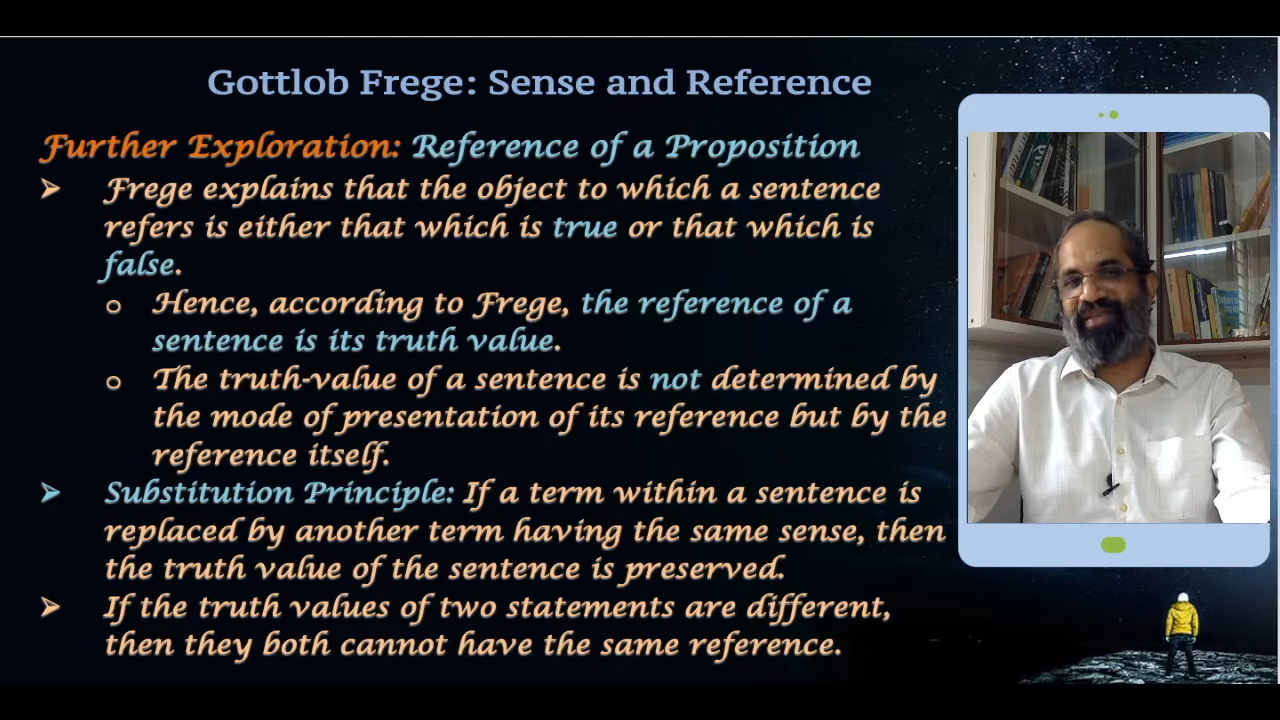 Gottlob Frege: Sense and Reference
Further Exploration: Reference of a Proposition
➢ Frege explains that the object to which a sentence
refers is either that which is true or that which is
false.
o Hence, according to Frege, the reference of a
sentence is its truth value.
o The truth-value of a sentence is not determined by
the mode of presentation of its reference but by the
reference itself.
➢ Substitution Principle: If a term within a sentence is
replaced by another term having the same sense, then
the truth value of the sentence is preserved.
➢ If the truth values of two statements are different,
then they both cannot have the same reference.